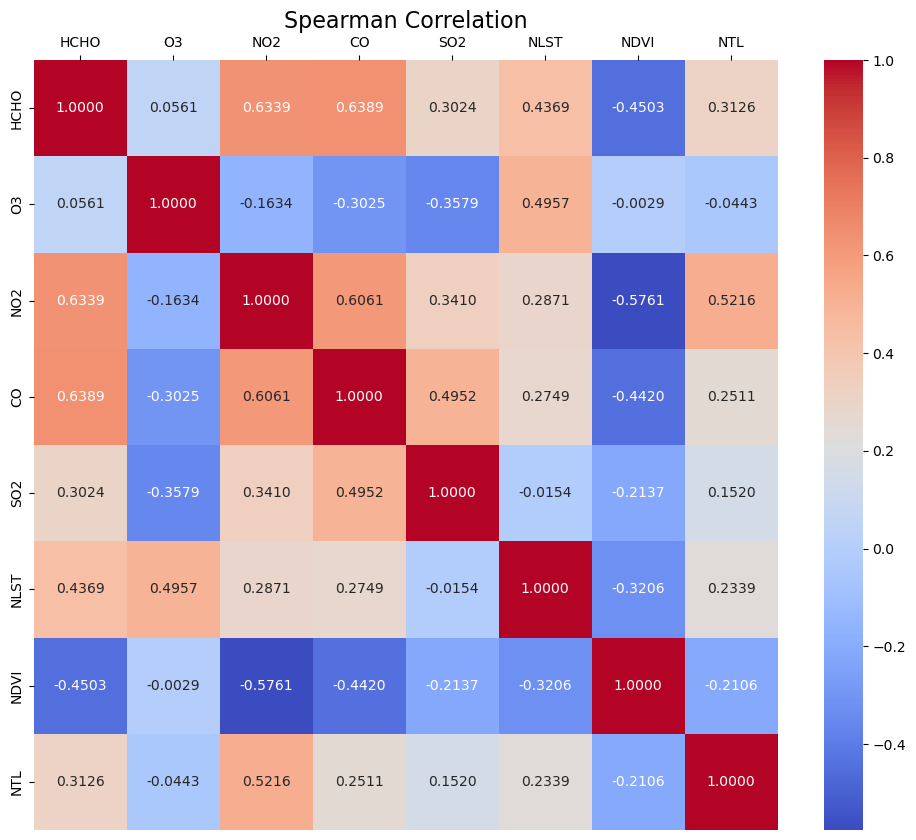 Spearman Correlation
HCHO O3 NO2 CO SO2 NLST NDVI NTL
HCHO 1.0000 0.0561 0.6339 0.6389 0.3024 0.4369 -0.4503 0.3126
O3 0.0561 1.0000 -0.1634 -0.3025 -0.3579 0.4957 -0.0029 -0.0443
NO2 0.6339 -0.1634 1.0000 0.6061 0.3410 0.2871 -0.5761 0.5216
CO 0.6389 -0.3025 0.6061 1.0000 0.4952 0.2749 -0.4420 0.2511
SO2 0.3024 -0.3579 0.3410 0.4952 1.0000 -0.0154 -0.2137 0.1520
NLST 0.4369 0.4957 0.2871 0.2749 -0.0154 1.0000 -0.3206 0.2339
NDVI -0.4503 -0.0029 -0.5761 -0.4420 -0.2137 -0.3206 1.0000 -0.2106
NTL 0.3126 -0.0443 0.5216 0.2511 0.1520 0.2339 -0.2106 1.0000
1.0
0.8
0.6
0.4
0.2
0.0
−0.2
−0.4